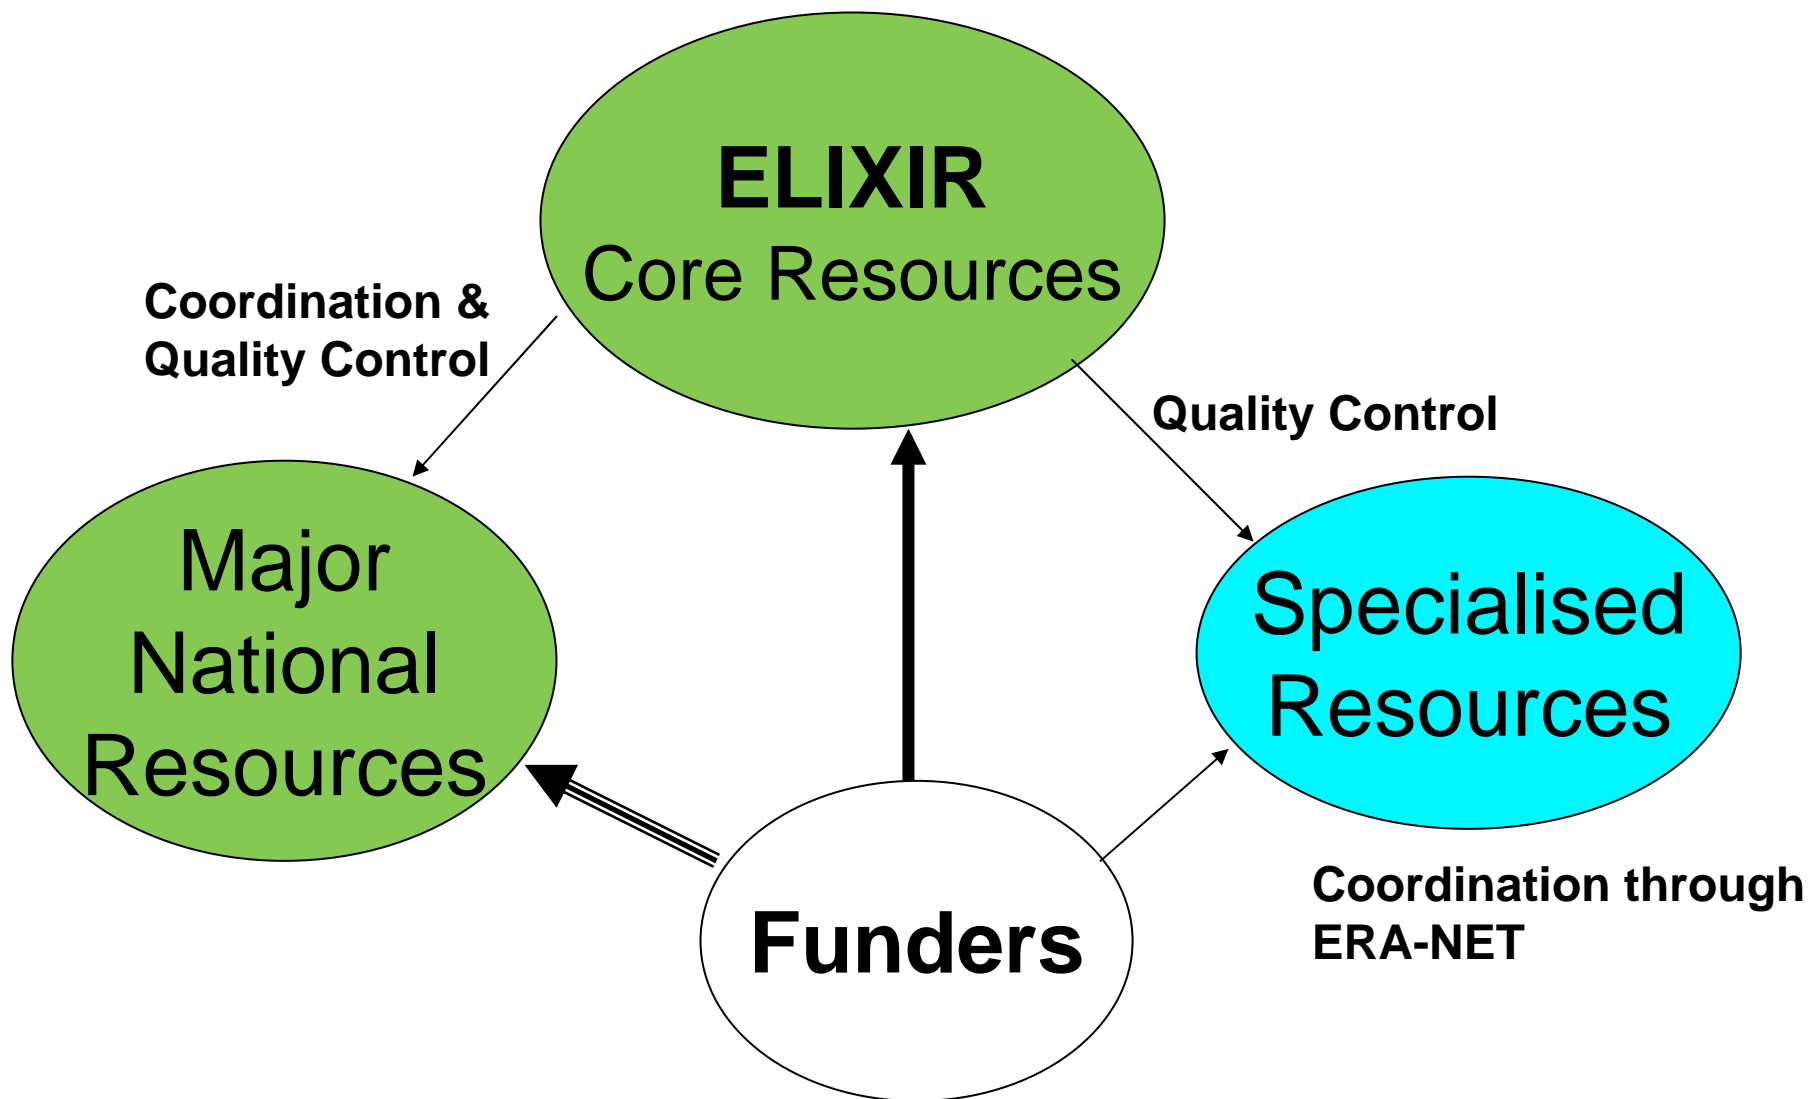 ELIXIR
Core Resources
Coordination &
Quality Control
Quality Control
Major
National
Resources
Specialised
Resources
Funders
Coordination through
ERA-NET